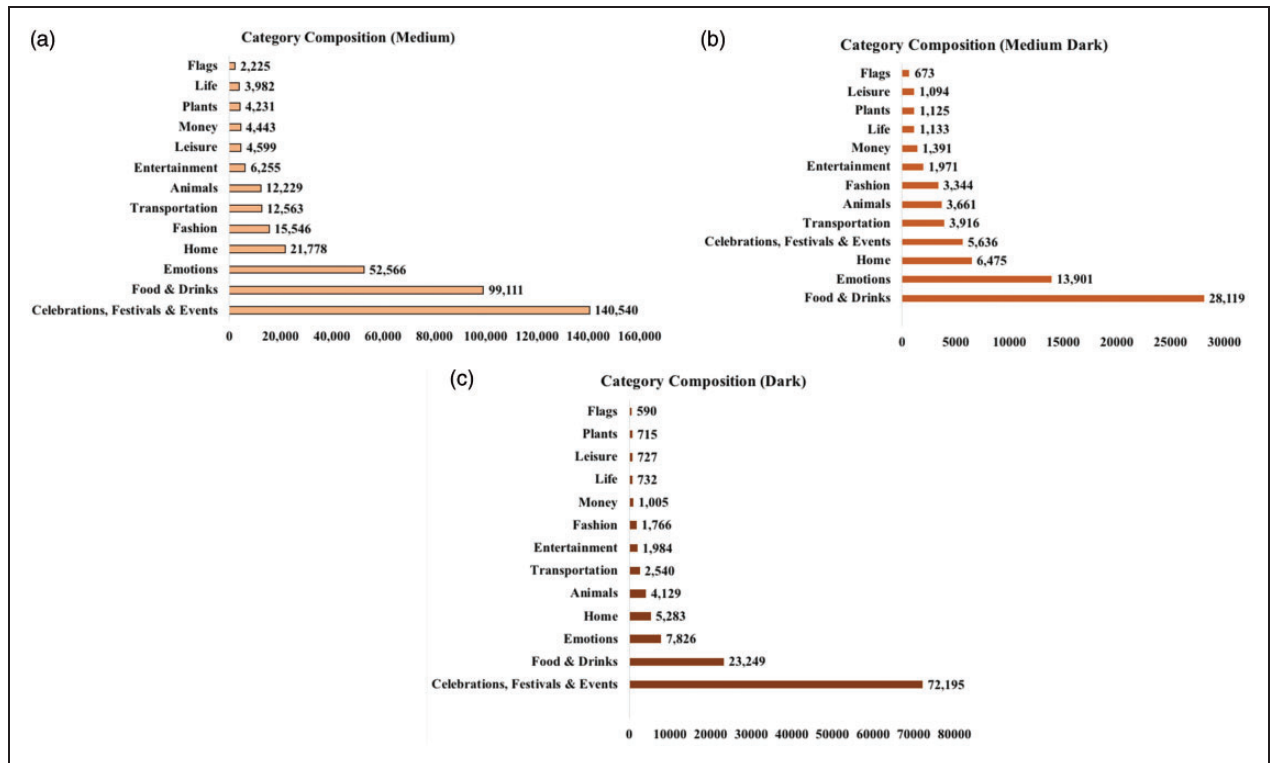 (a)
Category Composition (Medium)
Flags 2,225
Life 3,982
Plants 4,231
Money 4,443
Leisure 4,599
Entertainment 6,255
Animals 12,229
Transportation 12,563
Fashion 15,546
Home 21,778
Emotions 52,566
Food & Drinks 99,111
Celebrations, Festivals & Events 140,540
0 20,000 40,000 60,000 80,000 100,000 120,000 140,000 160,000
(b)
Category Composition (Medium Dark)
Flags 673
Leisure 1,094
Plants 1,125
Life 1,133
Money 1,391
Entertainment 1,971
Fashion 3,344
Animals 3,661
Transportation 3,916
Celebrations, Festivals & Events 5,636
Home 6,475
Emotions 13,901
Food & Drinks 28,119
0 5000 10000 15000 20000 25000 30000
(c)
Category Composition (Dark)
Flags 590
Plants 715
Leisure 727
Life 732
Money 1,005
Fashion 1,766
Entertainment 1,984
Transportation 2,540
Animals 4,129
Home 5,283
Emotions 7,826
Food & Drinks 23,249
Celebrations, Festivals & Events 72,195
0 10000 20000 30000 40000 50000 60000 70000 80000